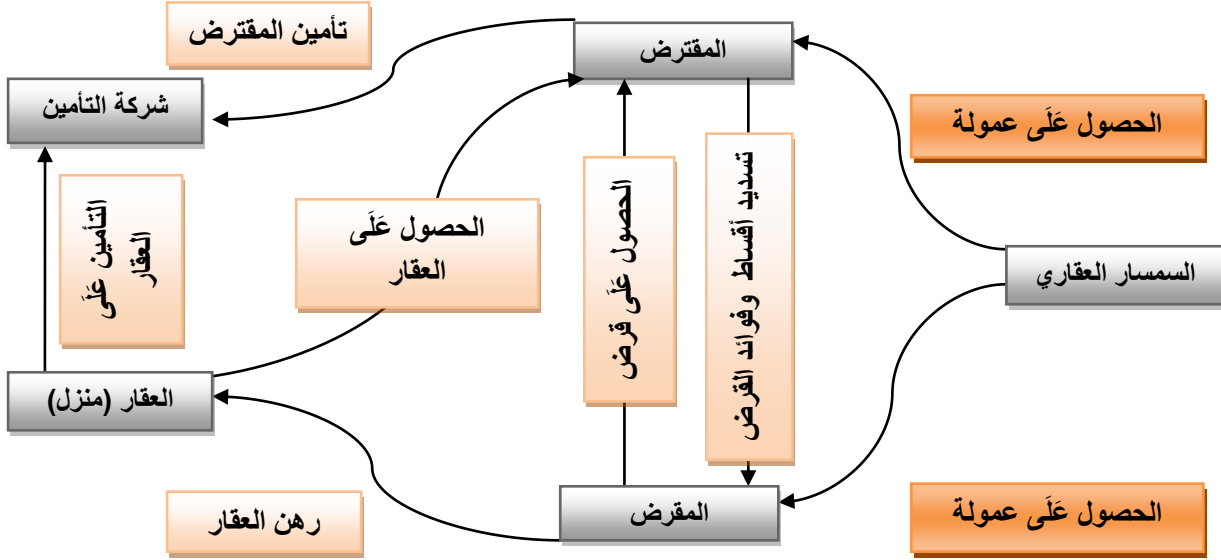 تأمين المقترض
المقترض
شركة التأمين
الحصول عَلَى عمولة
التأمين عَلَى
العقار
الحصول عَلَى
العقار
الحصول عَلَى قرض
تسديد أقساط وفوائد القرض
السمسار العقاري
العقار (منزل)
رهن العقار
المقرض
الحصول عَلَى عمولة